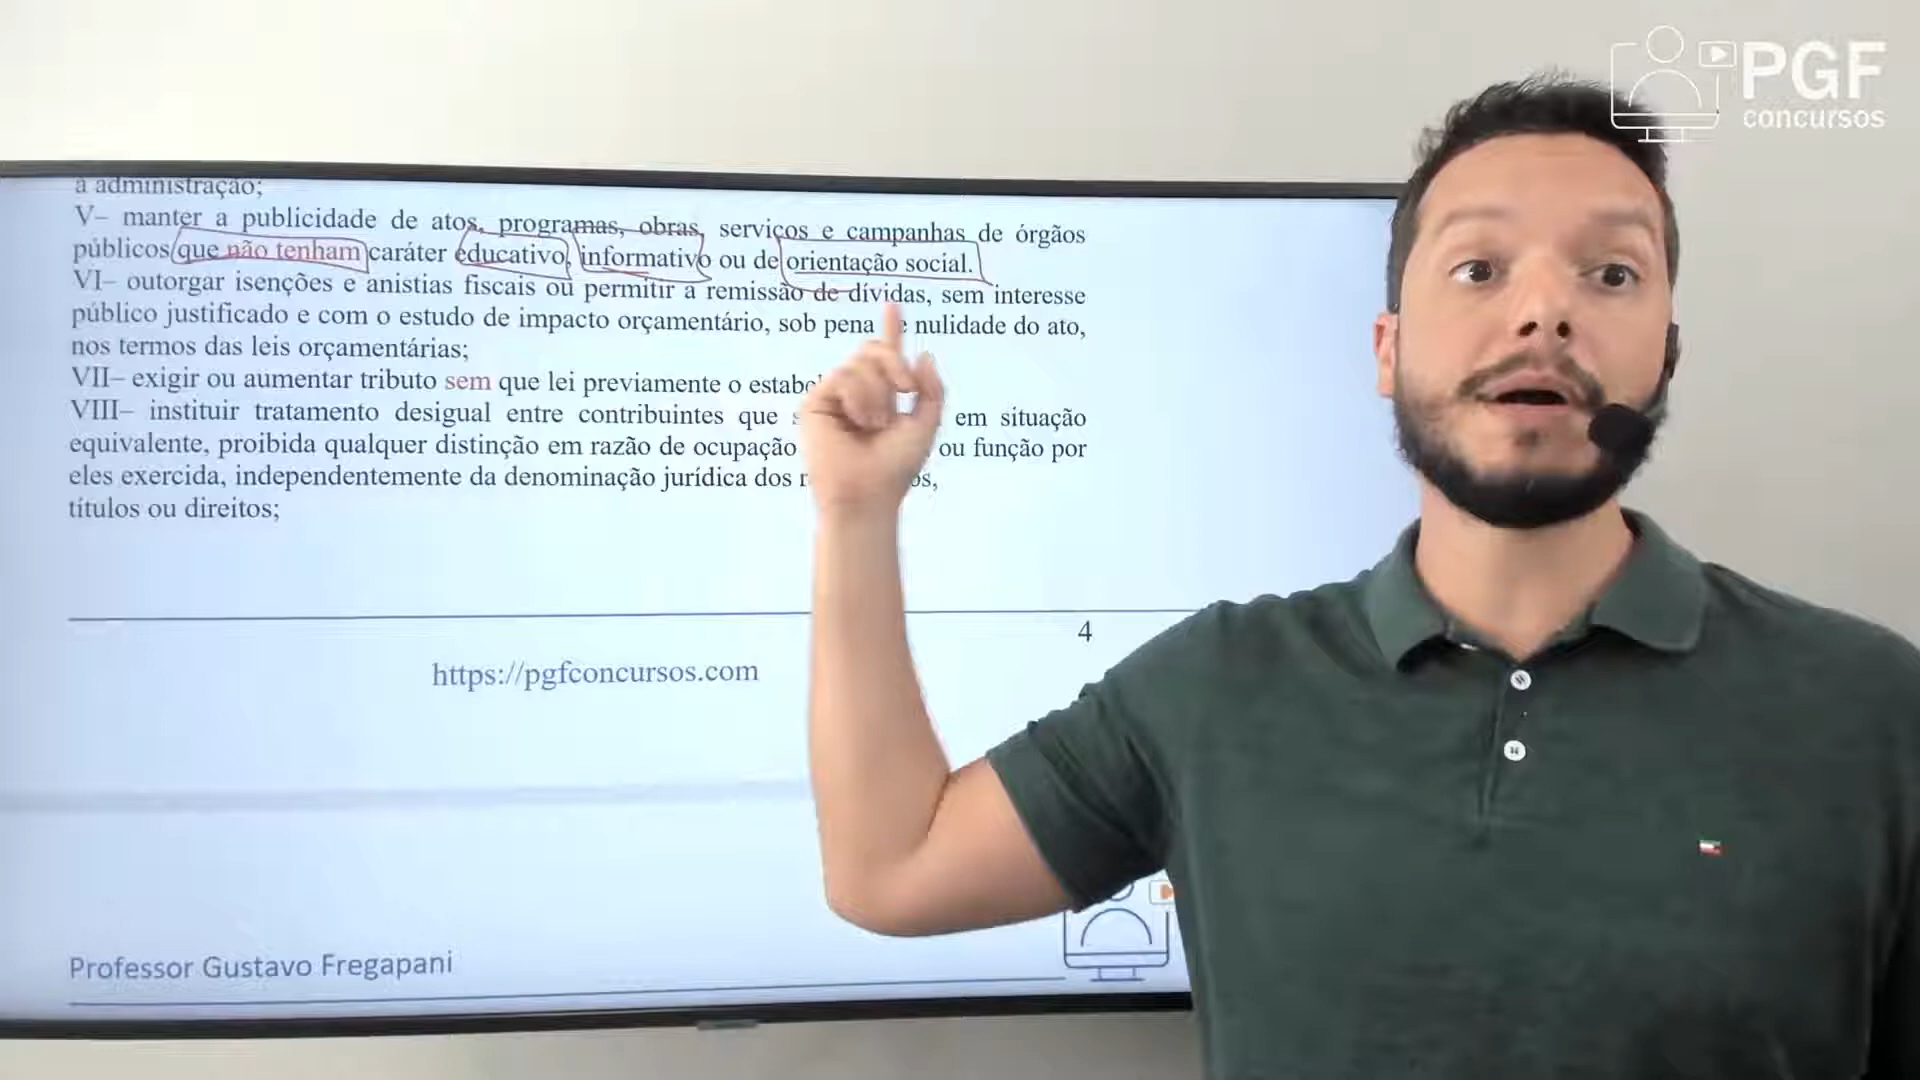 PGF
concursos
a administração;
V– manter a publicidade de atos, programas, obras, serviços e campanhas de órgãos
públicos que não tenham caráter educativo, informativo ou de orientação social.
VI– outorgar isenções e anistias fiscais ou permitir a remissão de dívidas, sem interesse
público justificado e com o estudo de impacto orçamentário, sob pena nulidade do ato,
nos termos das leis orçamentárias;
VII– exigir ou aumentar tributo sem que lei previamente o
VIII– instituir tratamento desigual entre contribuintes que em situação
equivalente, proibida qualquer distinção em razão de ocupação ou função por
eles exercida, independentemente da denominação jurídica dos
títulos ou direitos;
4
https://pgfconcursos.com
Professor Gustavo Fregapani